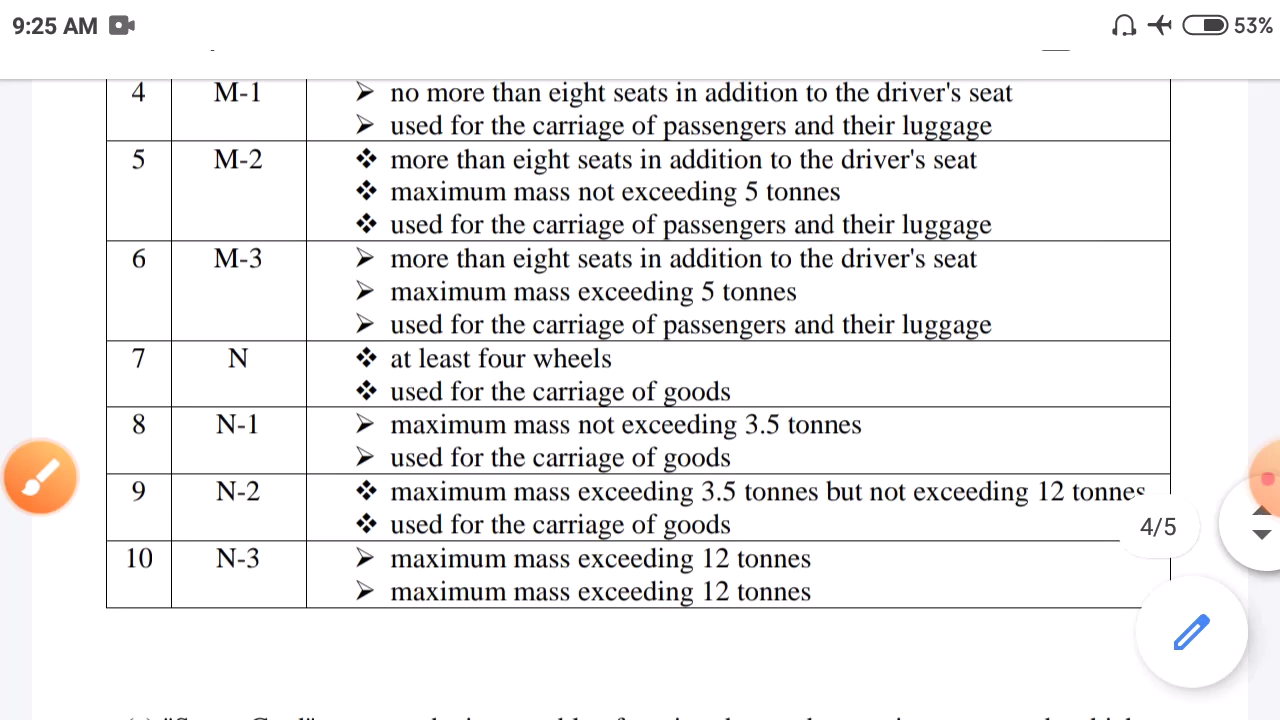 9:25 AM 53%
4 M-1 ➢ no more than eight seats in addition to the driver's seat
➢ used for the carriage of passengers and their luggage
5 M-2 ❖ more than eight seats in addition to the driver's seat
❖ maximum mass not exceeding 5 tonnes
❖ used for the carriage of passengers and their luggage
6 M-3 ➢ more than eight seats in addition to the driver's seat
➢ maximum mass exceeding 5 tonnes
➢ used for the carriage of passengers and their luggage
7 N ❖ at least four wheels
❖ used for the carriage of goods
8 N-1 ➢ maximum mass not exceeding 3.5 tonnes
➢ used for the carriage of goods
9 N-2 ❖ maximum mass exceeding 3.5 tonnes but not exceeding 12 tonnes
❖ used for the carriage of goods
4/5
10 N-3 ➢ maximum mass exceeding 12 tonnes
➢ maximum mass exceeding 12 tonnes